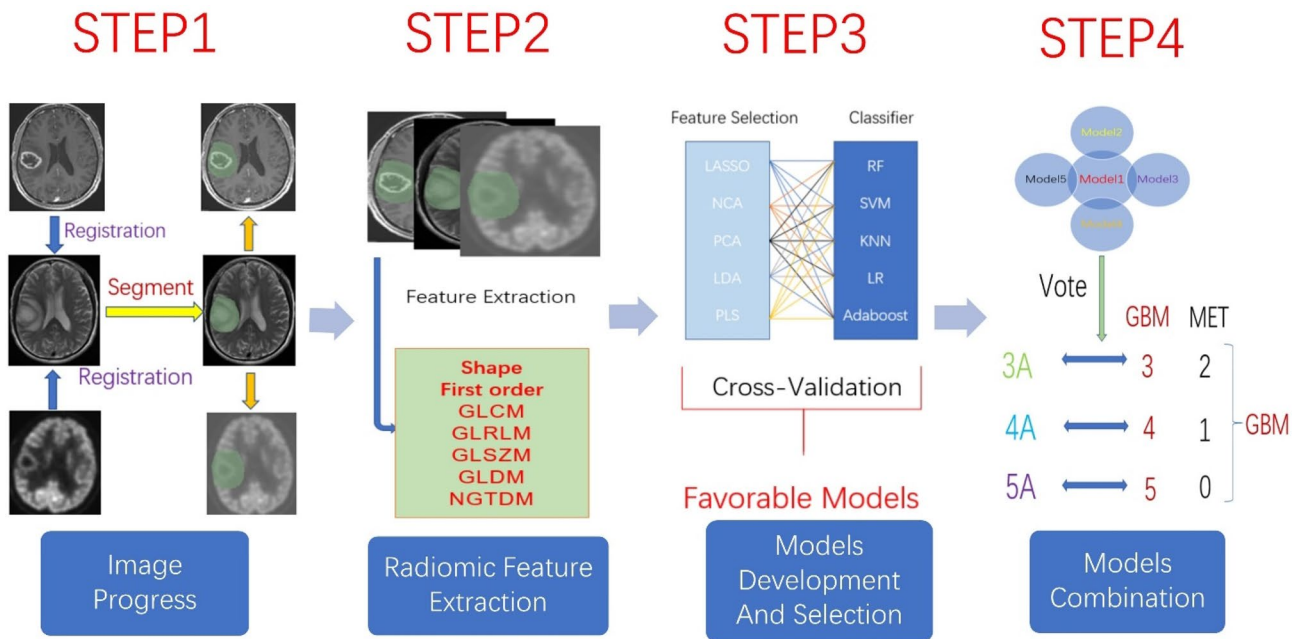 STEP1
STEP2
STEP3
STEP4
Registration
Segment
Registration
Image
Progress
Feature Extraction
Shape
First order
GLCM
GLRLM
GLSZM
GLDM
NGTDM
Radiomic Feature
Extraction
Feature Selection
Classifier
LASSO
NCA
PCA
LDA
PLS
RF
SVM
KNN
LR
Adaboost
Cross-Validation
Favorable Models
Models
Development
And Selection
Model2
Model5
Model1
Model3
Vote
GBM
MET
3A
3
2
4A
4
1
5A
5
0
GBM
Models
Combination